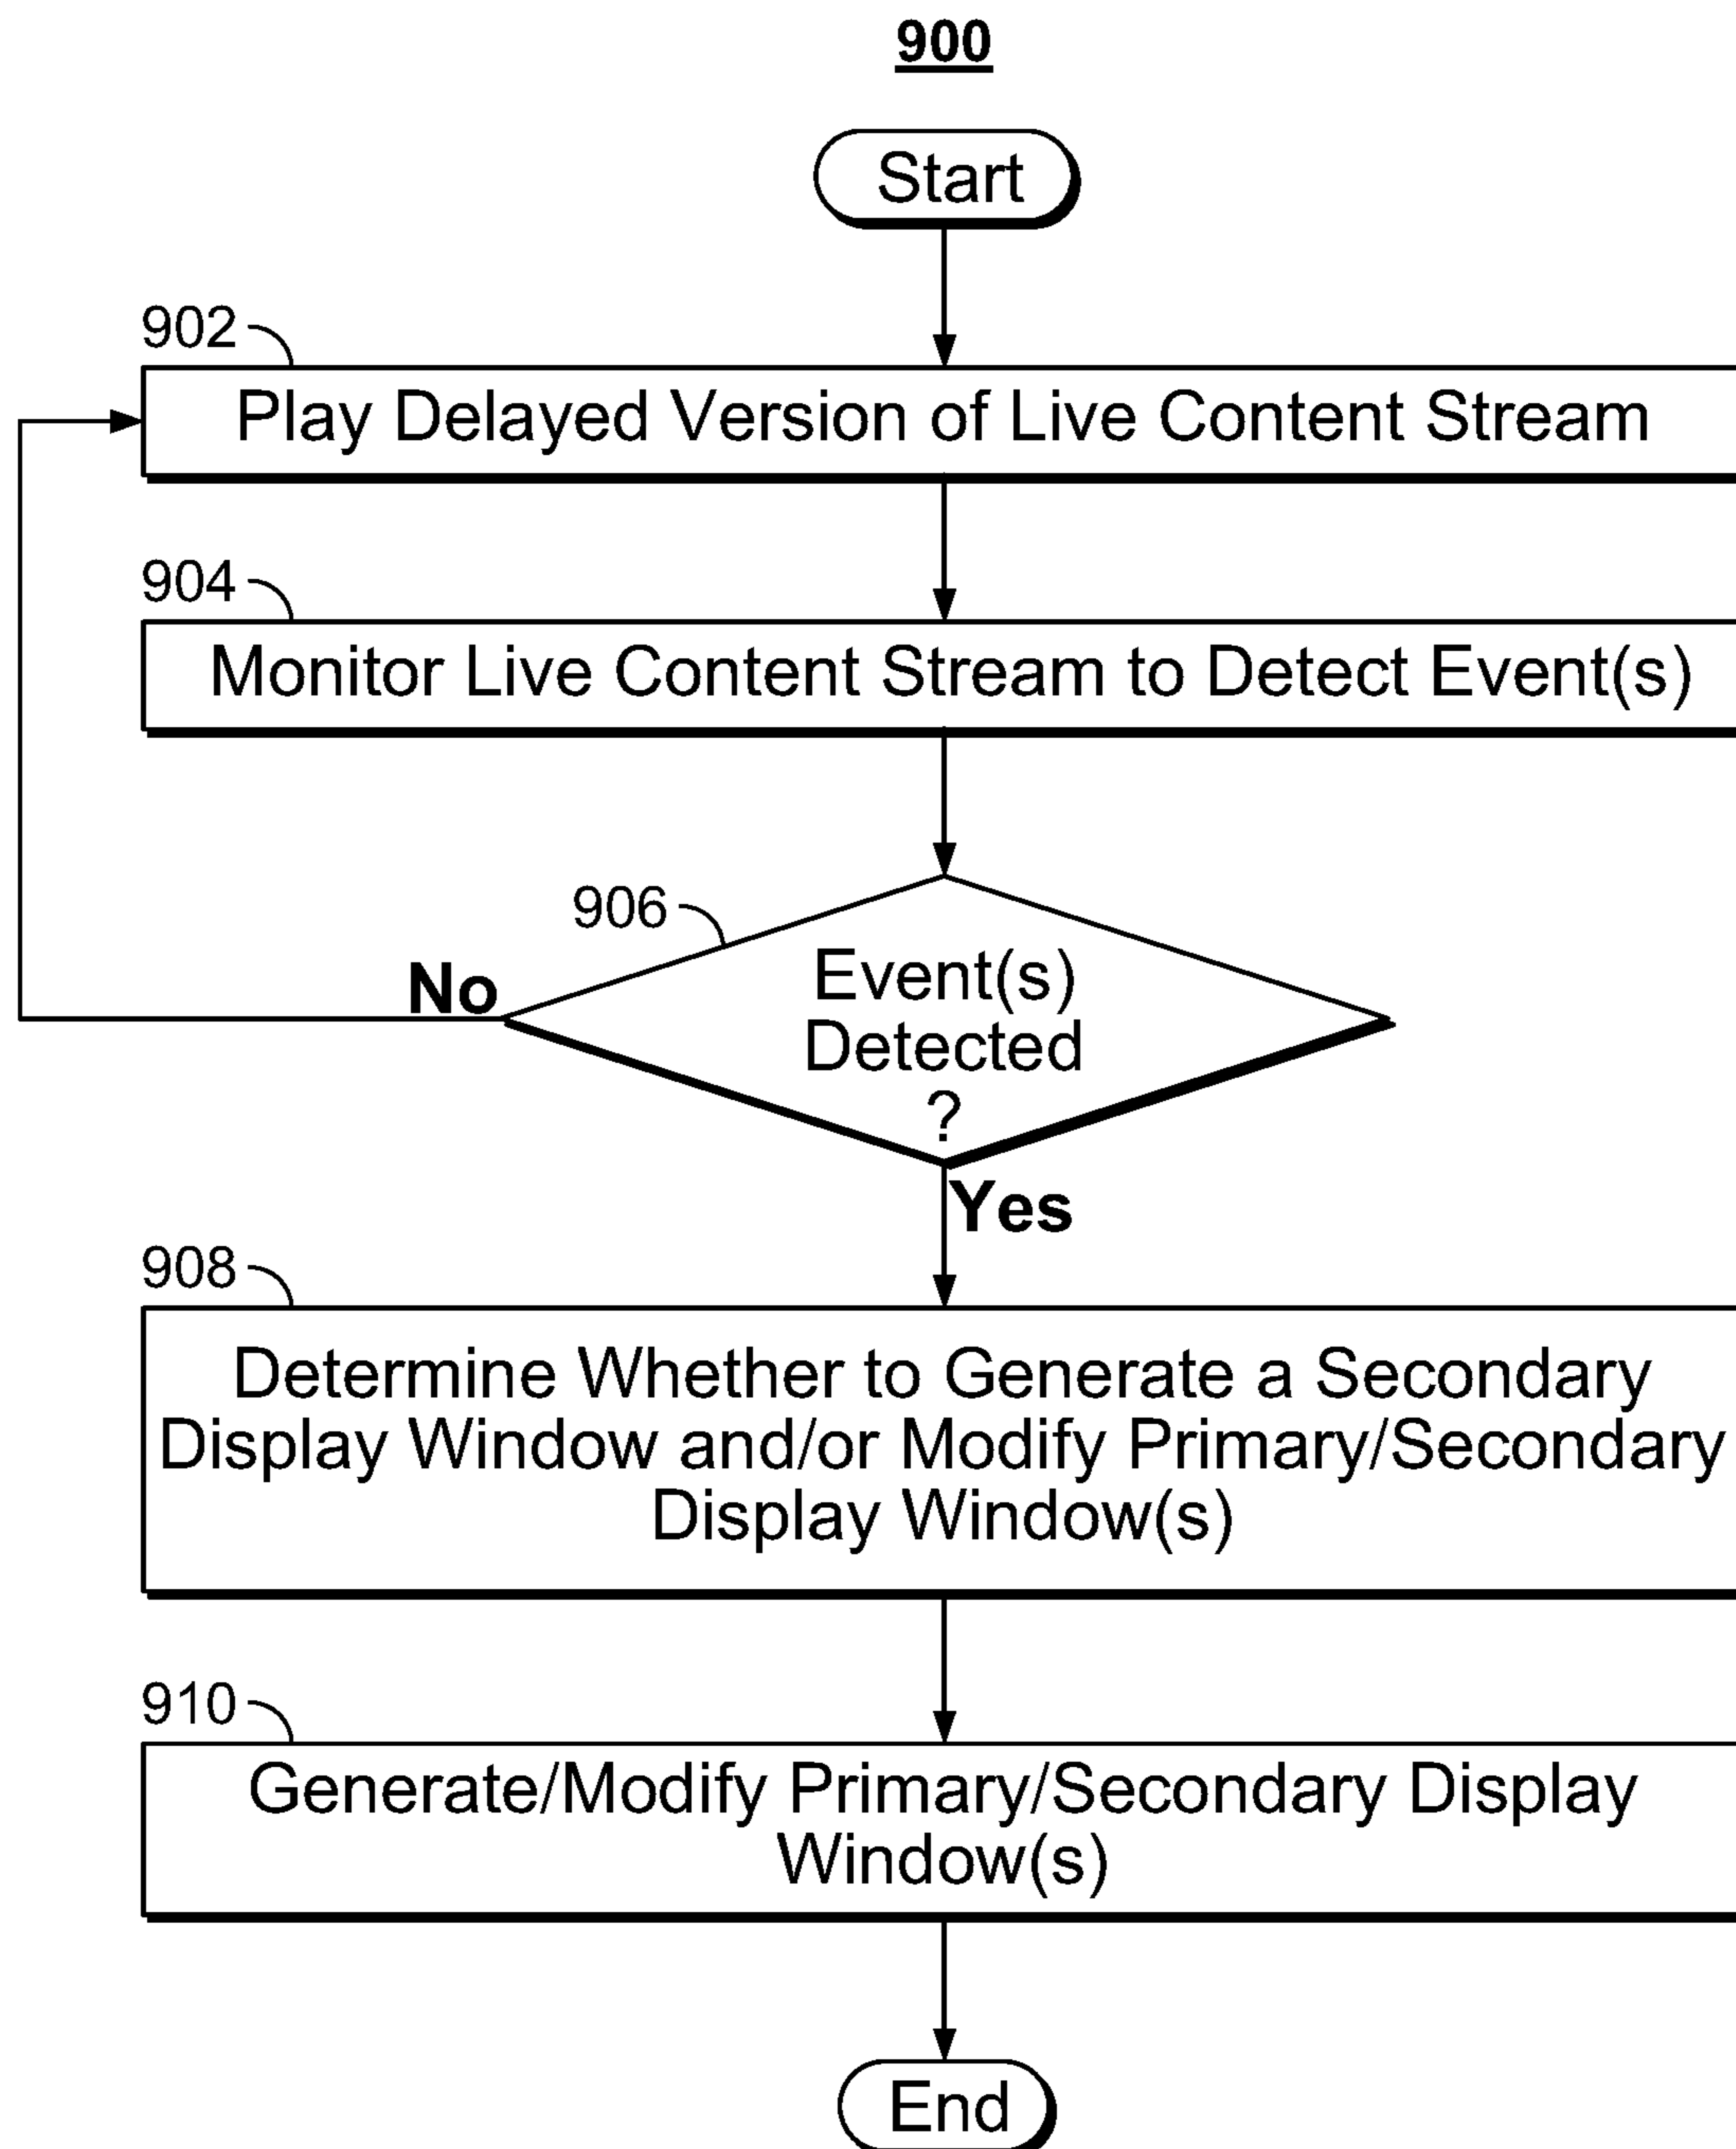 900
Start
902
Play Delayed Version of Live Content Stream
904
Monitor Live Content Stream to Detect Event(s)
906
Event(s)
Detected
?
No
Yes
908
Determine Whether to Generate a Secondary
Display Window and/or Modify Primary/Secondary
Display Window(s)
910
Generate/Modify Primary/Secondary Display
Window(s)
End